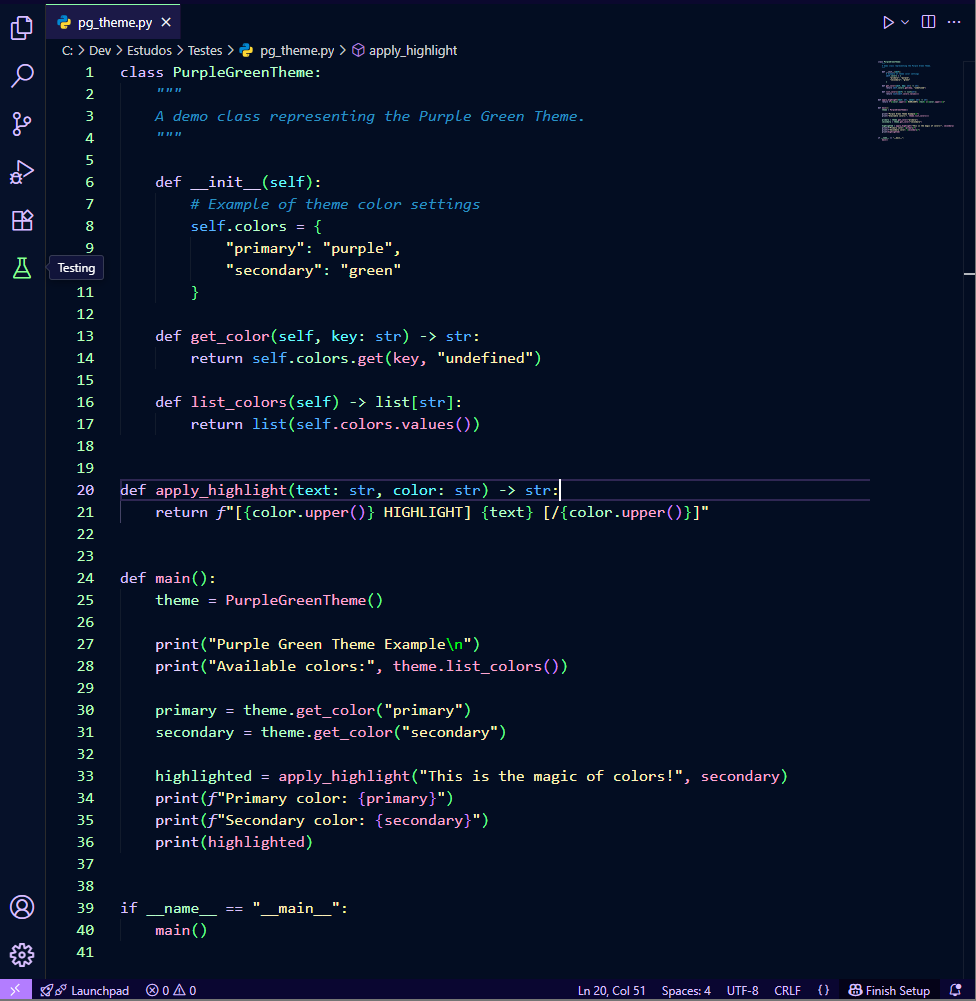 pg_theme.py
C: > Dev > Estudos > Testes > pg_theme.py > apply_highlight
1 class PurpleGreenTheme:
2     """
3     A demo class representing the Purple Green Theme.
4     """
5
6     def __init__(self):
7         # Example of theme color settings
8         self.colors = {
9             "primary": "purple",
            "secondary": "green"
Testing
11         }
12
13     def get_color(self, key: str) -> str:
14         return self.colors.get(key, "undefined")
15
16     def list_colors(self) -> list[str]:
17         return list(self.colors.values())
18
19
20 def apply_highlight(text: str, color: str) -> str:
21     return f"[{color.upper()} HIGHLIGHT] {text} [/{color.upper()}]"
22
23
24 def main():
25     theme = PurpleGreenTheme()
26
27     print("Purple Green Theme Example\n")
28     print("Available colors:", theme.list_colors())
29
30     primary = theme.get_color("primary")
31     secondary = theme.get_color("secondary")
32
33     highlighted = apply_highlight("This is the magic of colors!", secondary)
34     print(f"Primary color: {primary}")
35     print(f"Secondary color: {secondary}")
36     print(highlighted)
37
38
39 if __name__ == "__main__":
40     main()
41
Launchpad 0 0 Ln 20, Col 51 Spaces: 4 UTF-8 CRLF {} Finish Setup